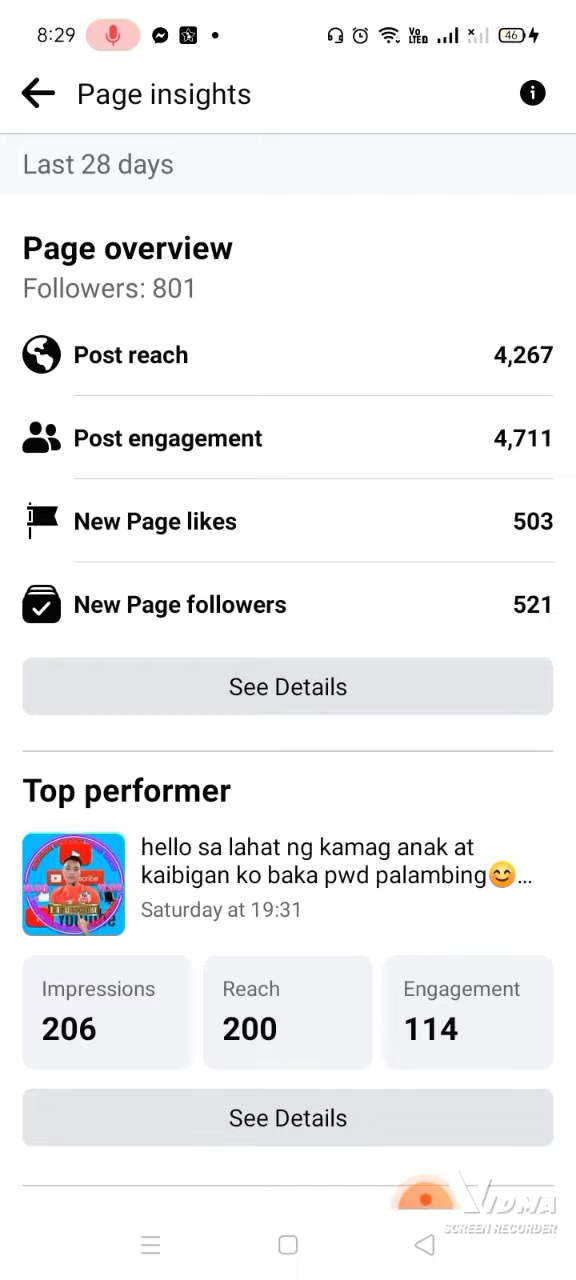 8:29
Vo
LTED
46
Page insights
Last 28 days
Page overview
Followers: 801
Post reach 4,267
Post engagement 4,711
New Page likes 503
New Page followers 521
See Details
Top performer
hello sa lahat ng kamag anak at
kaibigan ko baka pwd palambing😊...
Saturday at 19:31
Impressions Reach Engagement
206 200 114
See Details
VIDMA
SCREEN RECORDER